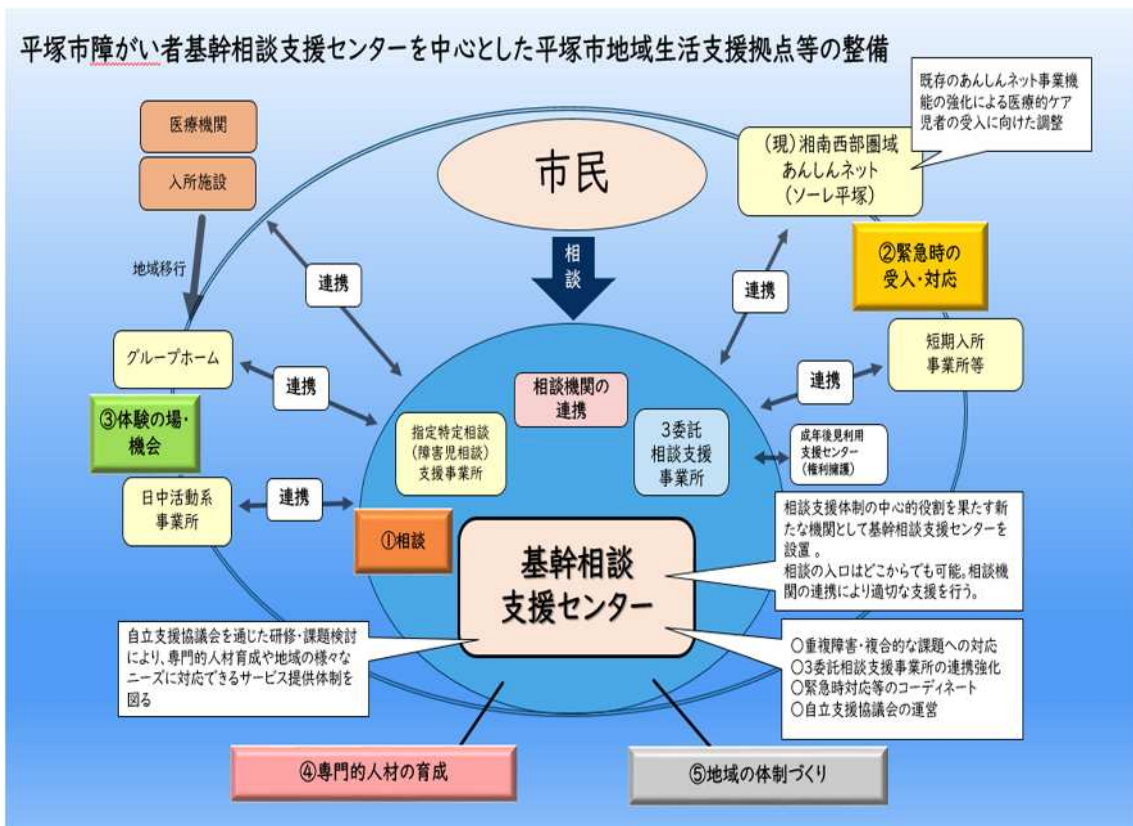 平塚市障がい者基幹相談支援センターを中心とした平塚市地域生活支援拠点等の整備
既存のあんしんネット事業機
能の強化による医療的ケア
児者の受入に向けた調整
医療機関
入所施設
市民
(現)湘南西部圏域
あんしんネット
(ソーレ平塚)
相
談
地域移行
連携
連携
②緊急時の
受入・対応
グループホーム
連携
短期入所
事業所等
連携
相談機関の
連携
③体験の場・
機会
指定特定相談
(障害児相談)
支援事業所
3委託
相談支援
事業所
成年後見利用
支援センター
(権利擁護)
日中活動系
事業所
連携
①相談
相談支援体制の中心的役割を果たす新
たな機関として基幹相談支援センターを
設置。
相談の入口はどこからでも可能。相談機
関の連携により適切な支援を行う。
基幹相談
支援センター
自立支援協議会を通じた研修・課題検討
により、専門的人材育成や地域の様々な
ニーズに対応できるサービス提供体制を
図る
○重複障害・複合的な課題への対応
○3委託相談支援事業所の連携強化
○緊急時対応等のコーディネート
○自立支援協議会の運営
④専門的人材の育成
⑤地域の体制づくり